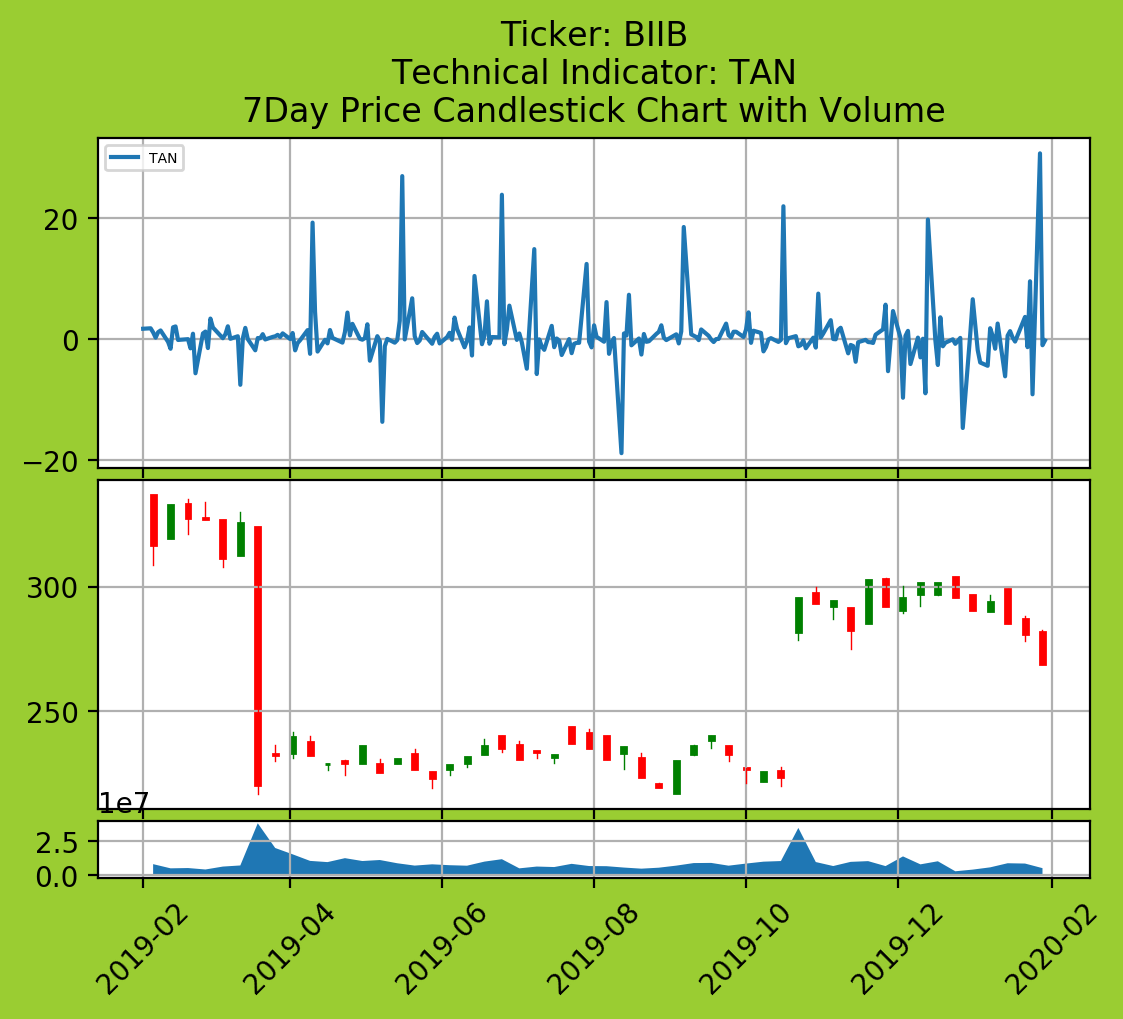 Ticker: BIIB
Technical Indicator: TAN
7Day Price Candlestick Chart with Volume
TAN
20
0
−20
300
250
1e7
2.5
0.0
2019-02
2019-04
2019-06
2019-08
2019-10
2019-12
2020-02